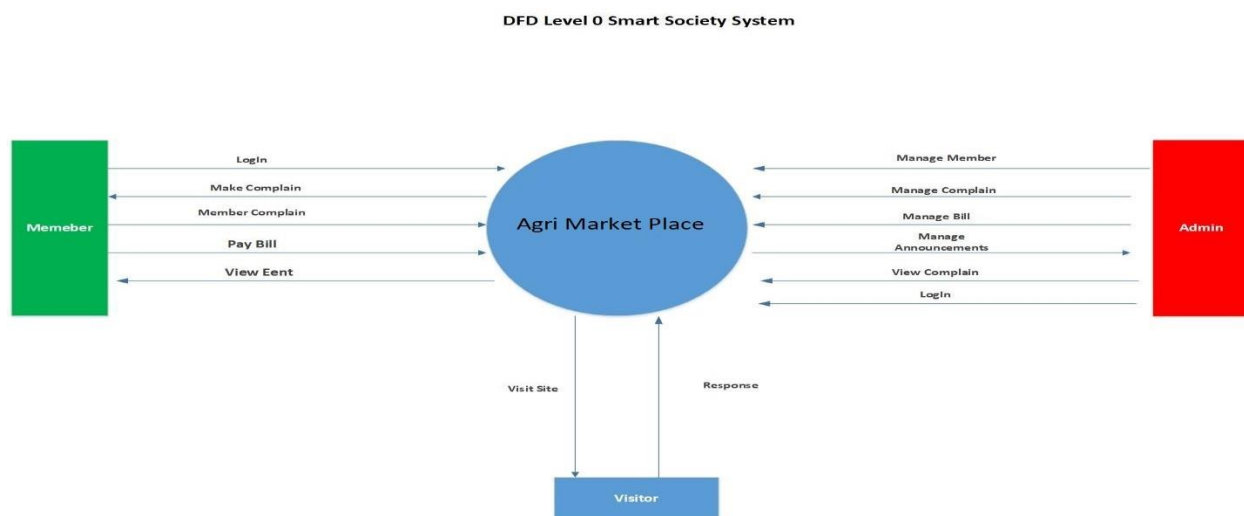 DFD Level 0 Smart Society System
LogIn
Make Complain
Member Complain
Pay Bill
View Eent
Memeber
Agri Market Place
Manage Member
Manage Complain
Manage Bill
Manage
Announcements
View Complain
LogIn
Admin
Visit Site
Response
Visitor